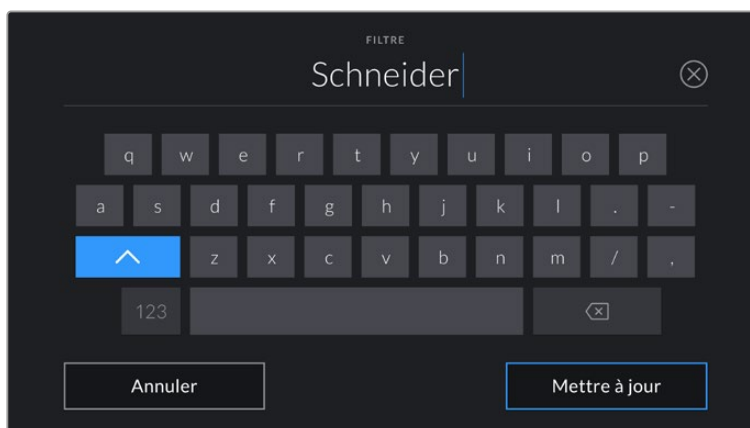 FILTRE
Schneider
q w e r t y u i o p
a s d f g h j k l . -
z x c v b n m / ,
123
Annuler Mettre à jour